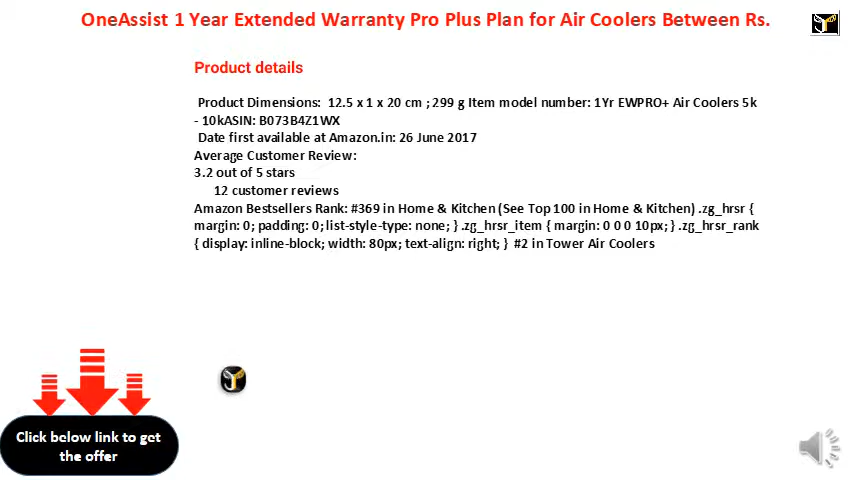 OneAssist 1 Year Extended Warranty Pro Plus Plan for Air Coolers Between Rs.
Product details
Product Dimensions:  12.5 x 1 x 20 cm ; 299 g Item model number: 1Yr EWPRO+ Air Coolers 5k
- 10kASIN: B073B4Z1WX
Date first available at Amazon.in: 26 June 2017
Average Customer Review:
3.2 out of 5 stars
12 customer reviews
Amazon Bestsellers Rank: #369 in Home & Kitchen (See Top 100 in Home & Kitchen) .zg_hrsr {
margin: 0; padding: 0; list-style-type: none; } .zg_hrsr_item { margin: 0 0 0 10px; } .zg_hrsr_rank
{ display: inline-block; width: 80px; text-align: right; }  #2 in Tower Air Coolers
Click below link to get
the offer